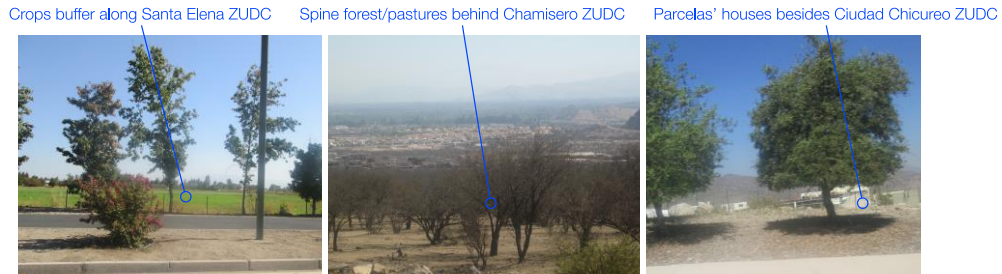 Crops buffer along Santa Elena ZUDC
Spine forest/pastures behind Chamisero ZUDC
Parcelas' houses besides Ciudad Chicureo ZUDC